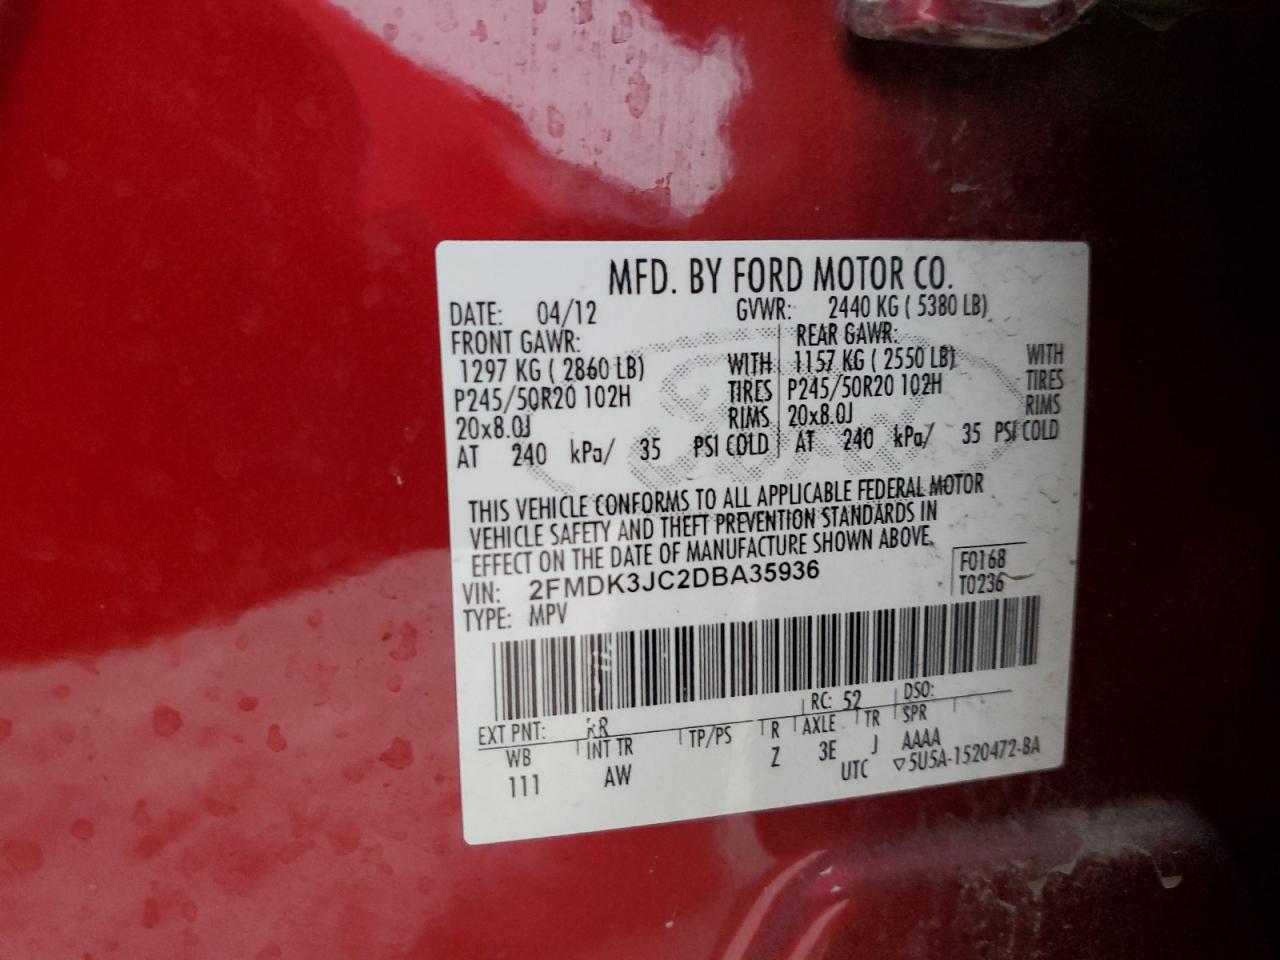 MFD. BY FORD MOTOR CO.
DATE: 04/12 GVWR: 2440 KG ( 5380 LB)
FRONT GAWR: REAR GAWR:
1297 KG ( 2860 LB) WITH 1157 KG ( 2550 LB) WITH
P245/50R20 102H TIRES P245/50R20 102H TIRES
20x8.0J RIMS 20x8.0J RIMS
AT 240 kPa/ 35 PSI COLD AT 240 kPa/ 35 PSI COLD
THIS VEHICLE CONFORMS TO ALL APPLICABLE FEDERAL MOTOR
VEHICLE SAFETY AND THEFT PREVENTION STANDARDS IN
EFFECT ON THE DATE OF MANUFACTURE SHOWN ABOVE.
VIN: 2FMDK3JC2DBA35936 F0168
TYPE: MPV T0236
EXT PNT: RR RC: 52 DSO:
WB INT TR TP/PS R AXLE TR SPR
111 AW Z 3E J AAAA
UTC ▽5U5A-1520472-BA